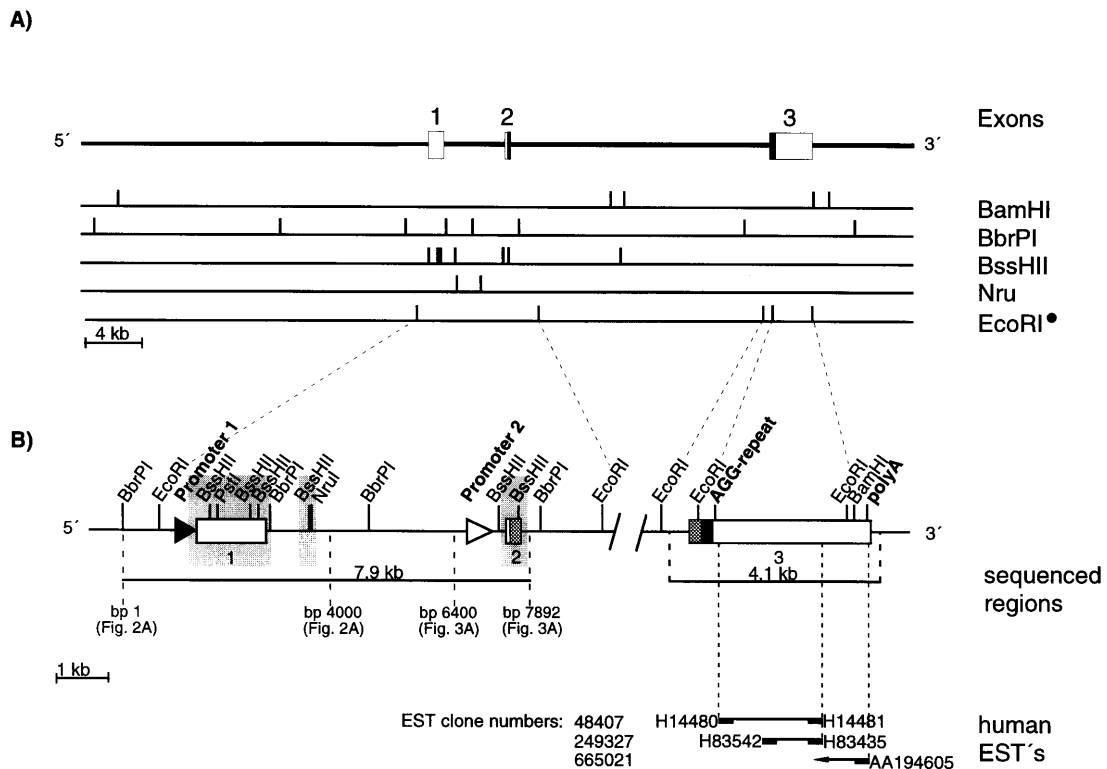 A)
1 2 3 Exons
5´ 3´
BamHI
BbrPI
BssHII
Nru
EcoRI●
4 kb
B)
BbrPI EcoRI Promoter 1 BssHII PstI BssHII BssHII BbrPI BssHII NruI BbrPI Promoter 2 BssHII BssHII BbrPI EcoRI EcoRI EcoRI AGG-repeat EcoRI BamHI polyA
5´ 3´
1 2 3
7.9 kb 4.1 kb
sequenced
regions
bp 1 bp 4000 bp 6400 bp 7892
(Fig. 2A) (Fig. 2A) (Fig. 3A) (Fig. 3A)
1 kb
EST clone numbers: 48407 H14480 H14481
249327 H83542 H83435
665021 AA194605
human
EST´s